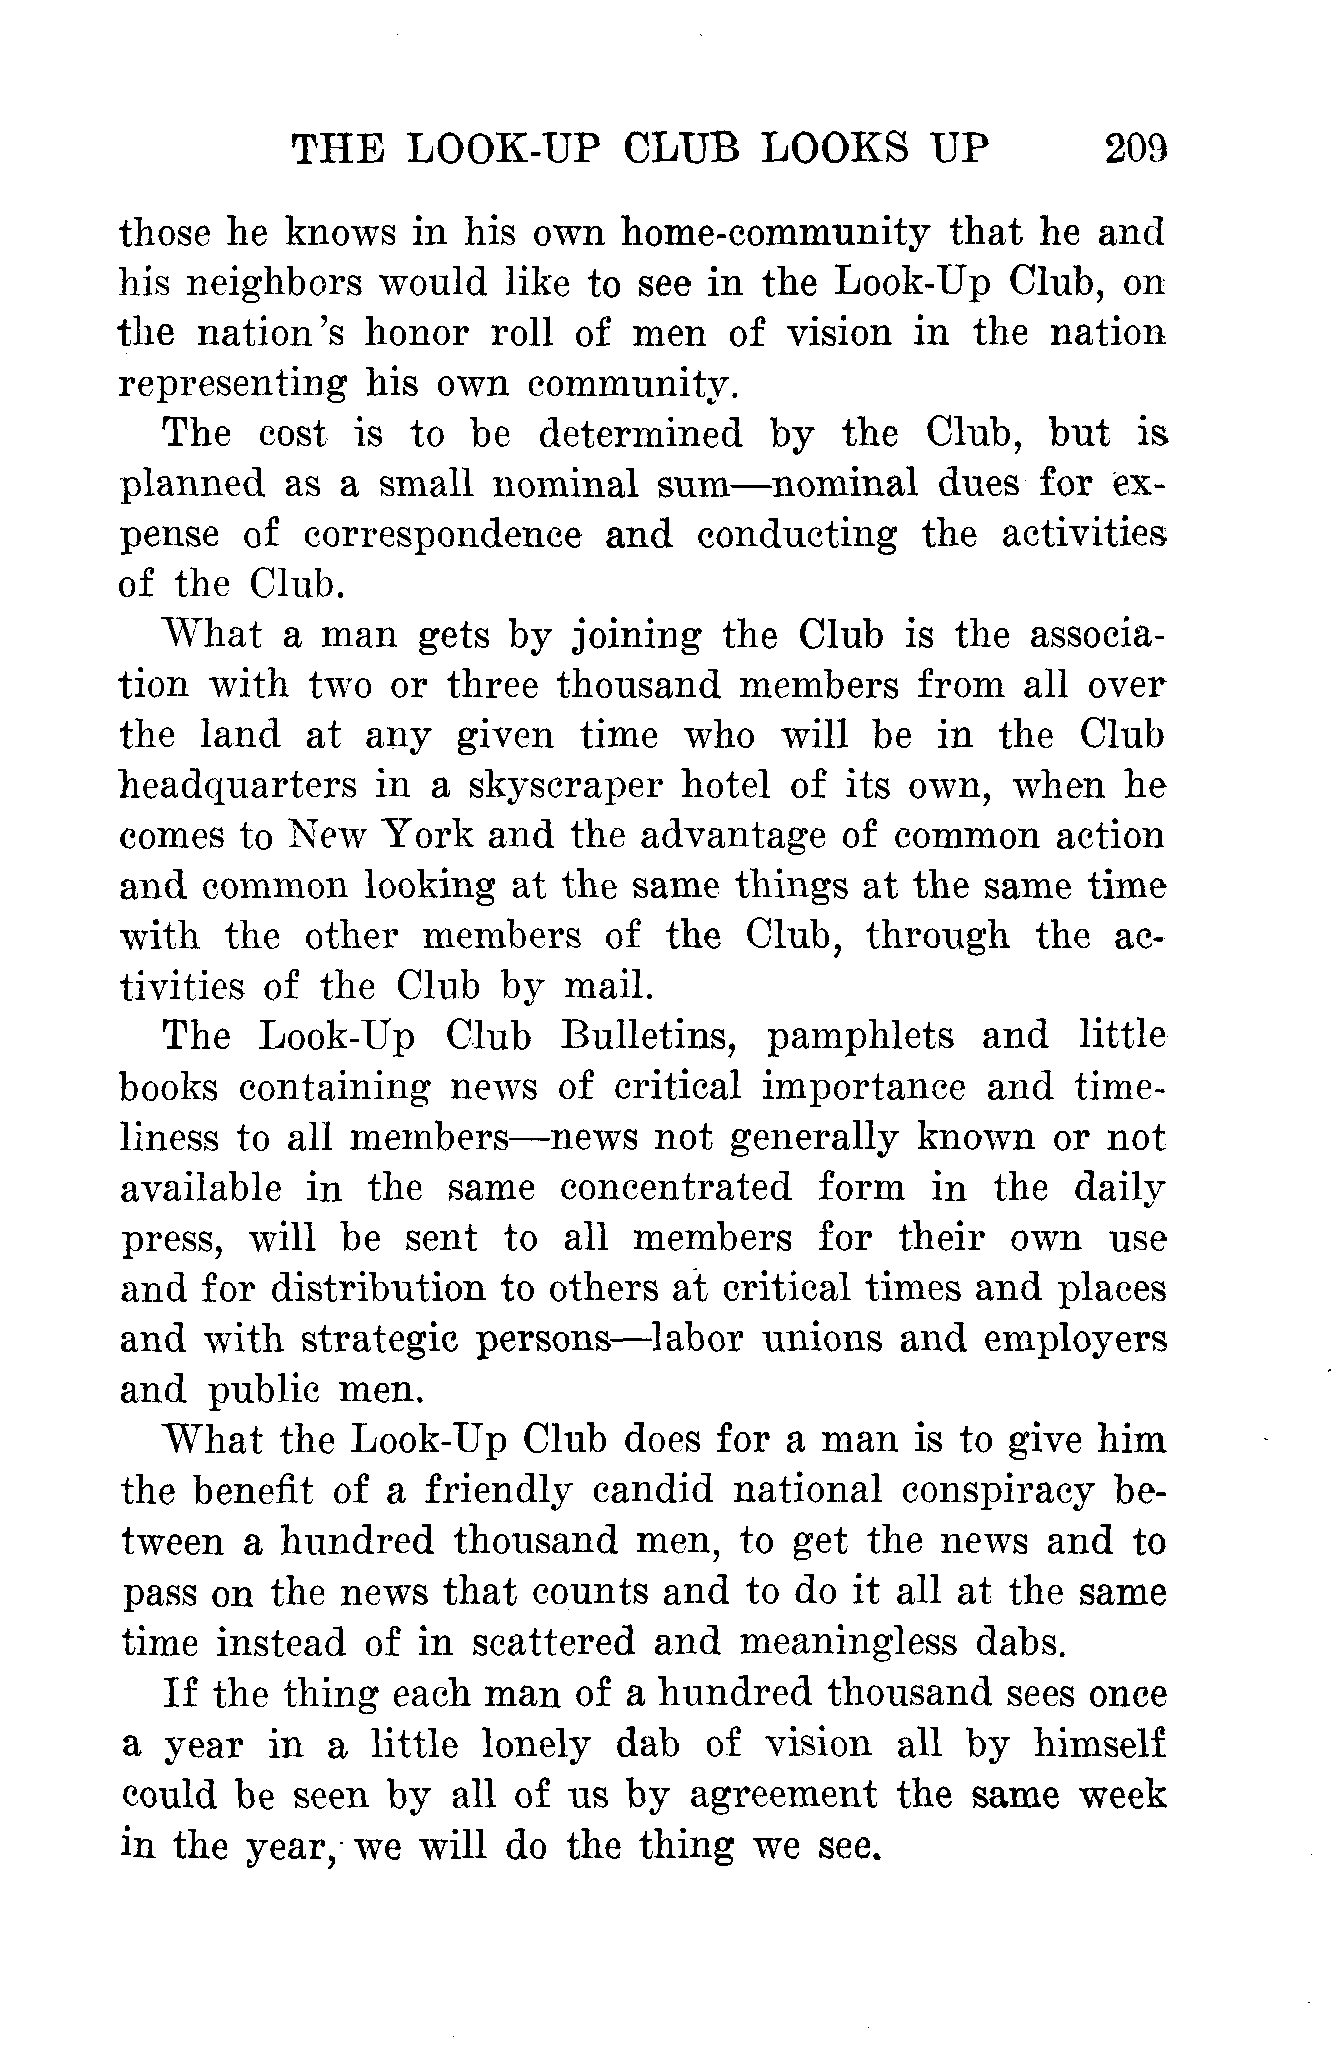 THE LOOK-UP CLUB LOOKS UP 209
those he knows in his own home-community that he and
his neighbors would like to see in the Look-Up Club, on
the nation's honor roll of men of vision in the nation
representing his own community.
The cost is to be determined by the Club, but is
planned as a small nominal sum—nominal dues for ex-
pense of correspondence and conducting the activities
of the Club.
What a man gets by joining the Club is the associa-
tion with two or three thousand members from all over
the land at any given time who will be in the Club
headquarters in a skyscraper hotel of its own, when he
comes to New York and the advantage of common action
and common looking at the same things at the same time
with the other members of the Club, through the ac-
tivities of the Club by mail.
The Look-Up Club Bulletins, pamphlets and little
books containing news of critical importance and time-
liness to all members—news not generally known or not
available in the same concentrated form in the daily
press, will be sent to all members for their own use
and for distribution to others at critical times and places
and with strategic persons—labor unions and employers
and public men.
What the Look-Up Club does for a man is to give him
the benefit of a friendly candid national conspiracy be-
tween a hundred thousand men, to get the news and to
pass on the news that counts and to do it all at the same
time instead of in scattered and meaningless dabs.
If the thing each man of a hundred thousand sees once
a year in a little lonely dab of vision all by himself
could be seen by all of us by agreement the same week
in the year, we will do the thing we see.